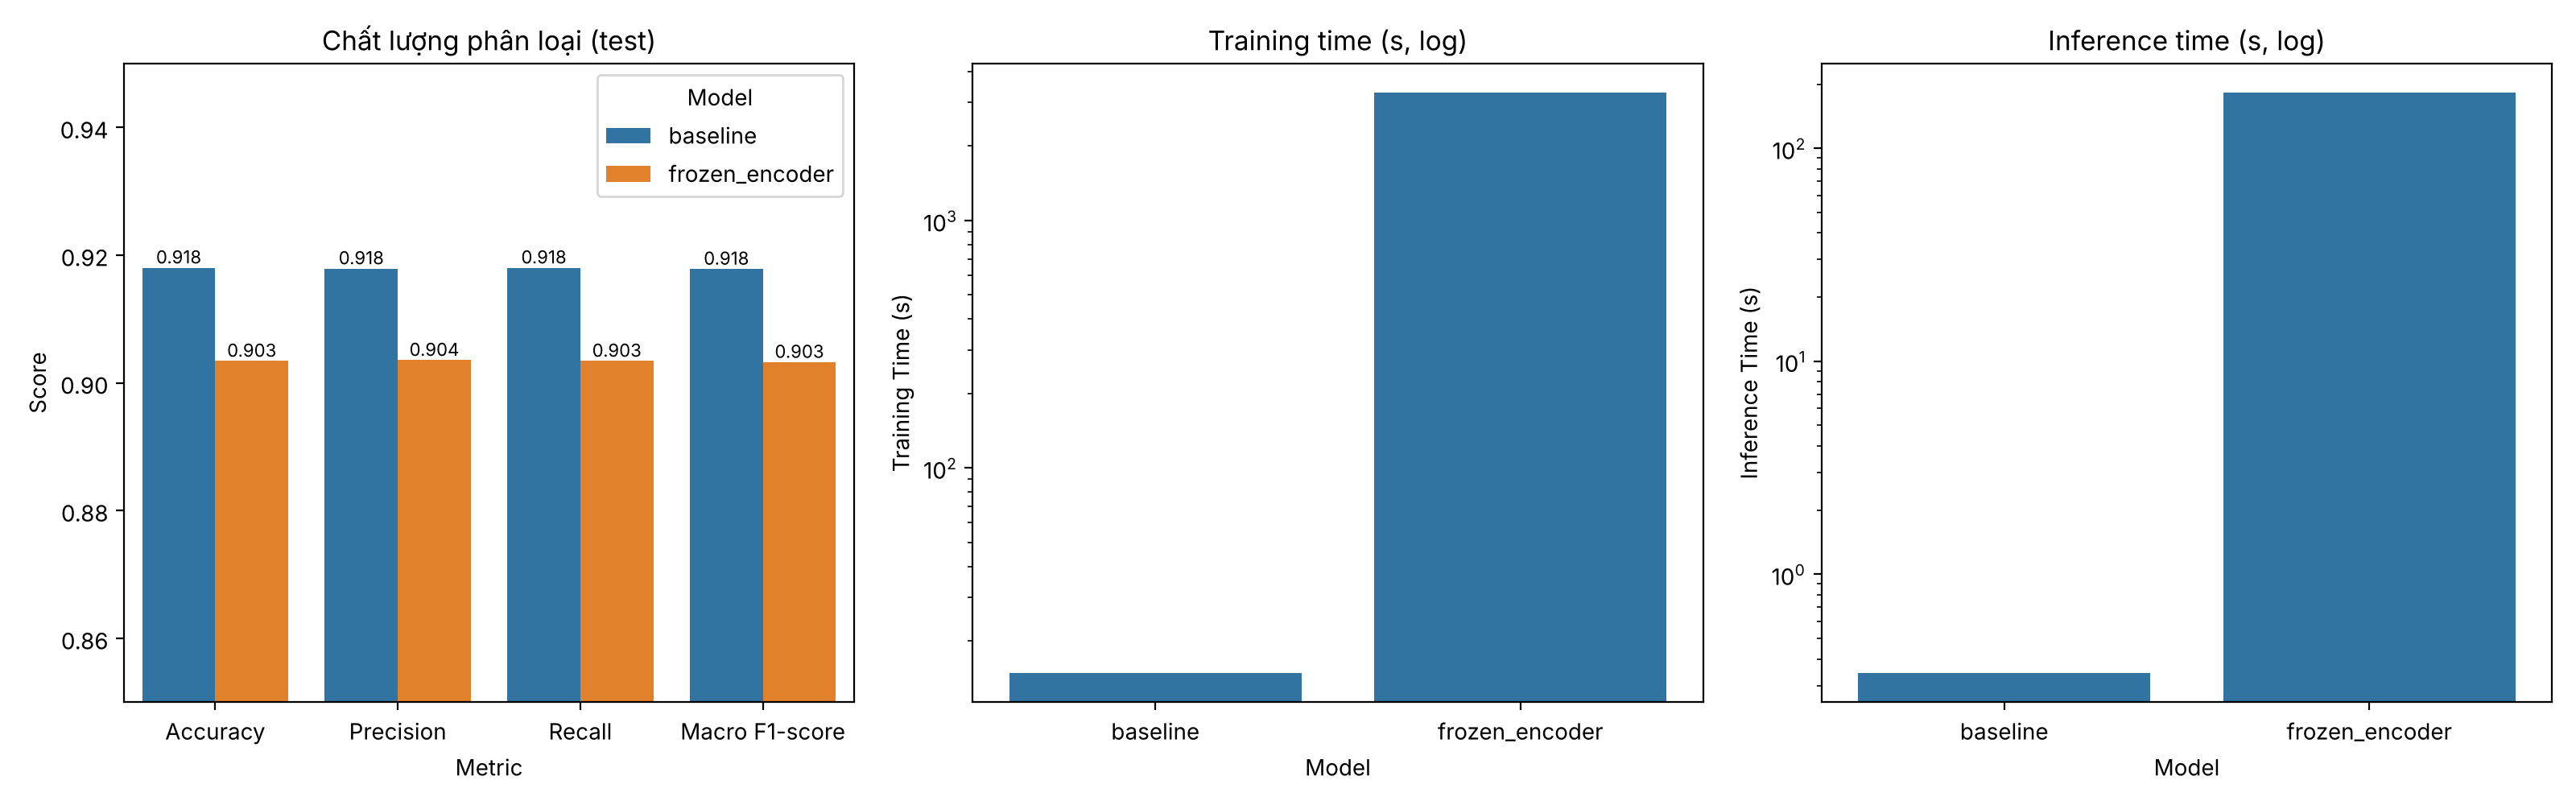 Chất lượng phân loại (test)
Score
0.94
0.92
0.90
0.88
0.86
Model
baseline
frozen_encoder
0.918
0.903
0.918
0.904
0.918
0.903
0.918
0.903
Accuracy
Precision
Recall
Macro F1-score
Metric
Training time (s, log)
Training Time (s)
10³
10²
baseline
frozen_encoder
Model
Inference time (s, log)
Inference Time (s)
10²
10¹
10⁰
baseline
frozen_encoder
Model